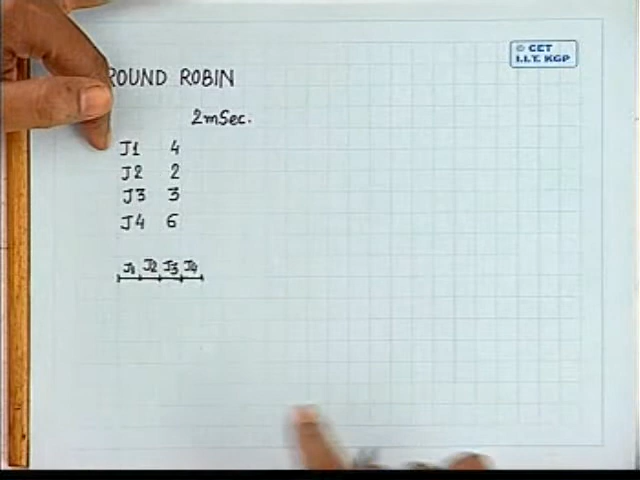 © CET
I.I.T. KGP
ROUND ROBIN
2mSec.
J1 4
J2 2
J3 3
J4 6
J1 J2 J3 J4